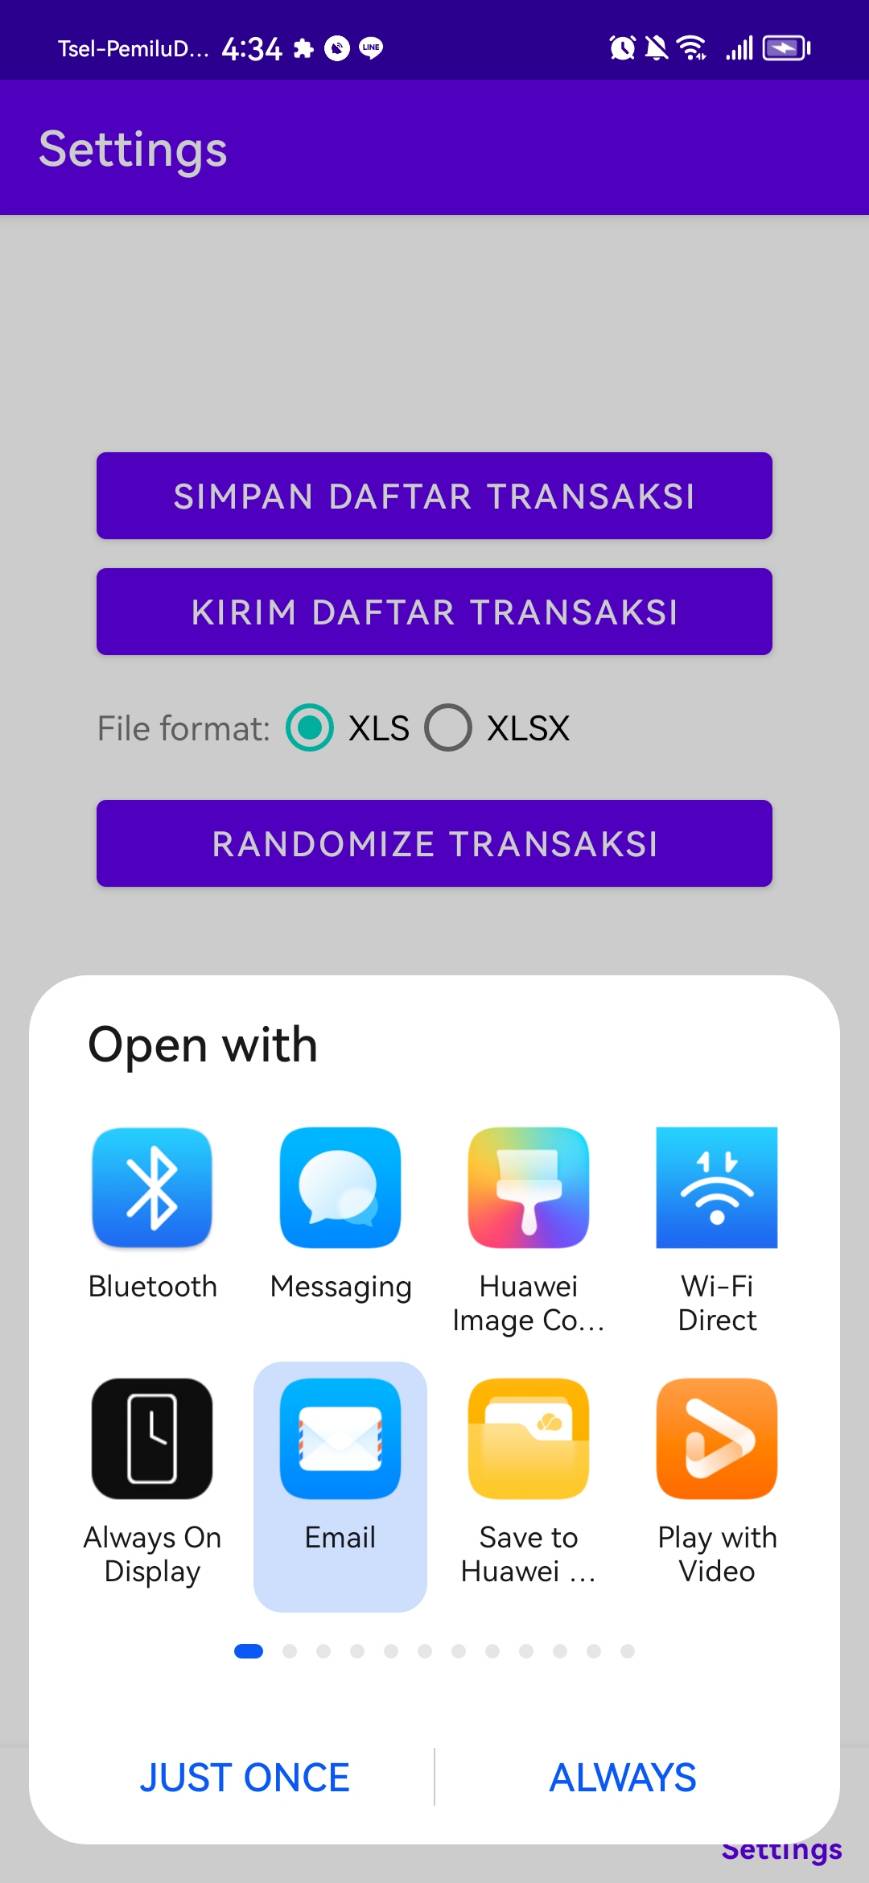 Tsel-PemiluD... 4:34 LINE
Settings
SIMPAN DAFTAR TRANSAKSI
KIRIM DAFTAR TRANSAKSI
File format: XLS XLSX
RANDOMIZE TRANSAKSI
Open with
Bluetooth
Messaging
Huawei
Image Co...
Wi-Fi
Direct
Always On
Display
Email
Save to
Huawei ...
Play with
Video
JUST ONCE
ALWAYS
Settings